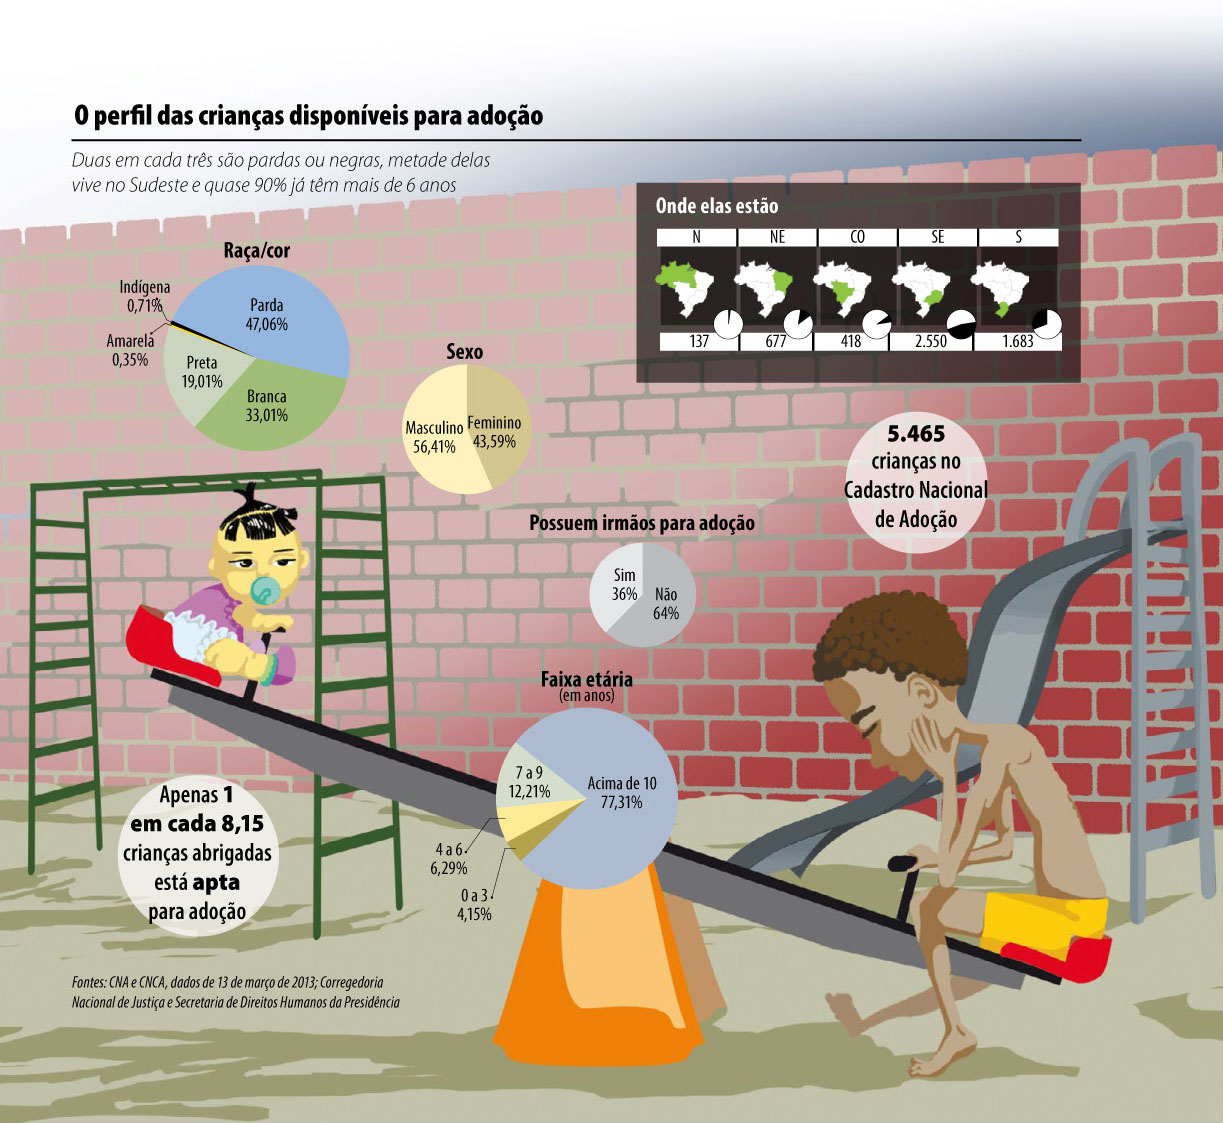 O perfil das crianças disponíveis para adoção
Duas em cada três são pardas ou negras, metade delas
vive no Sudeste e quase 90% já têm mais de 6 anos
Onde elas estão
N
NE
CO
SE
S
137
677
418
2.550
1.683
Raça/cor
Indígena
0,71%
Parda
47,06%
Amarela
0,35%
Preta
19,01%
Branca
33,01%
Sexo
Masculino
56,41%
Feminino
43,59%
5.465
crianças no
Cadastro Nacional
de Adoção
Possuem irmãos para adoção
Sim
36%
Não
64%
Faixa etária
(em anos)
7 a 9
12,21%
Acima de 10
77,31%
4 a 6
6,29%
0 a 3
4,15%
Apenas 1
em cada 8,15
crianças abrigadas
está apta
para adoção
Fontes: CNA e CNCA, dados de 13 de março de 2013; Corregedoria
Nacional de Justiça e Secretaria de Direitos Humanos da Presidência